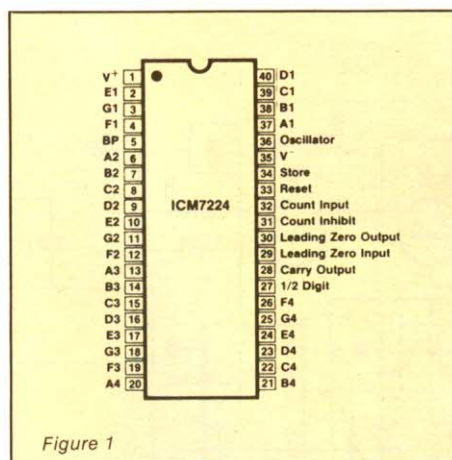 V+ 1
E1 2
G1 3
F1 4
BP 5
A2 6
B2 7
C2 8
D2 9
E2 10
G2 11
F2 12
A3 13
B3 14
C3 15
D3 16
E3 17
G3 18
F3 19
A4 20
ICM7224
40 D1
39 C1
38 B1
37 A1
36 Oscillator
35 V-
34 Store
33 Reset
32 Count Input
31 Count Inhibit
30 Leading Zero Output
29 Leading Zero Input
28 Carry Output
27 1/2 Digit
26 F4
25 G4
24 E4
23 D4
22 C4
21 B4
Figure 1